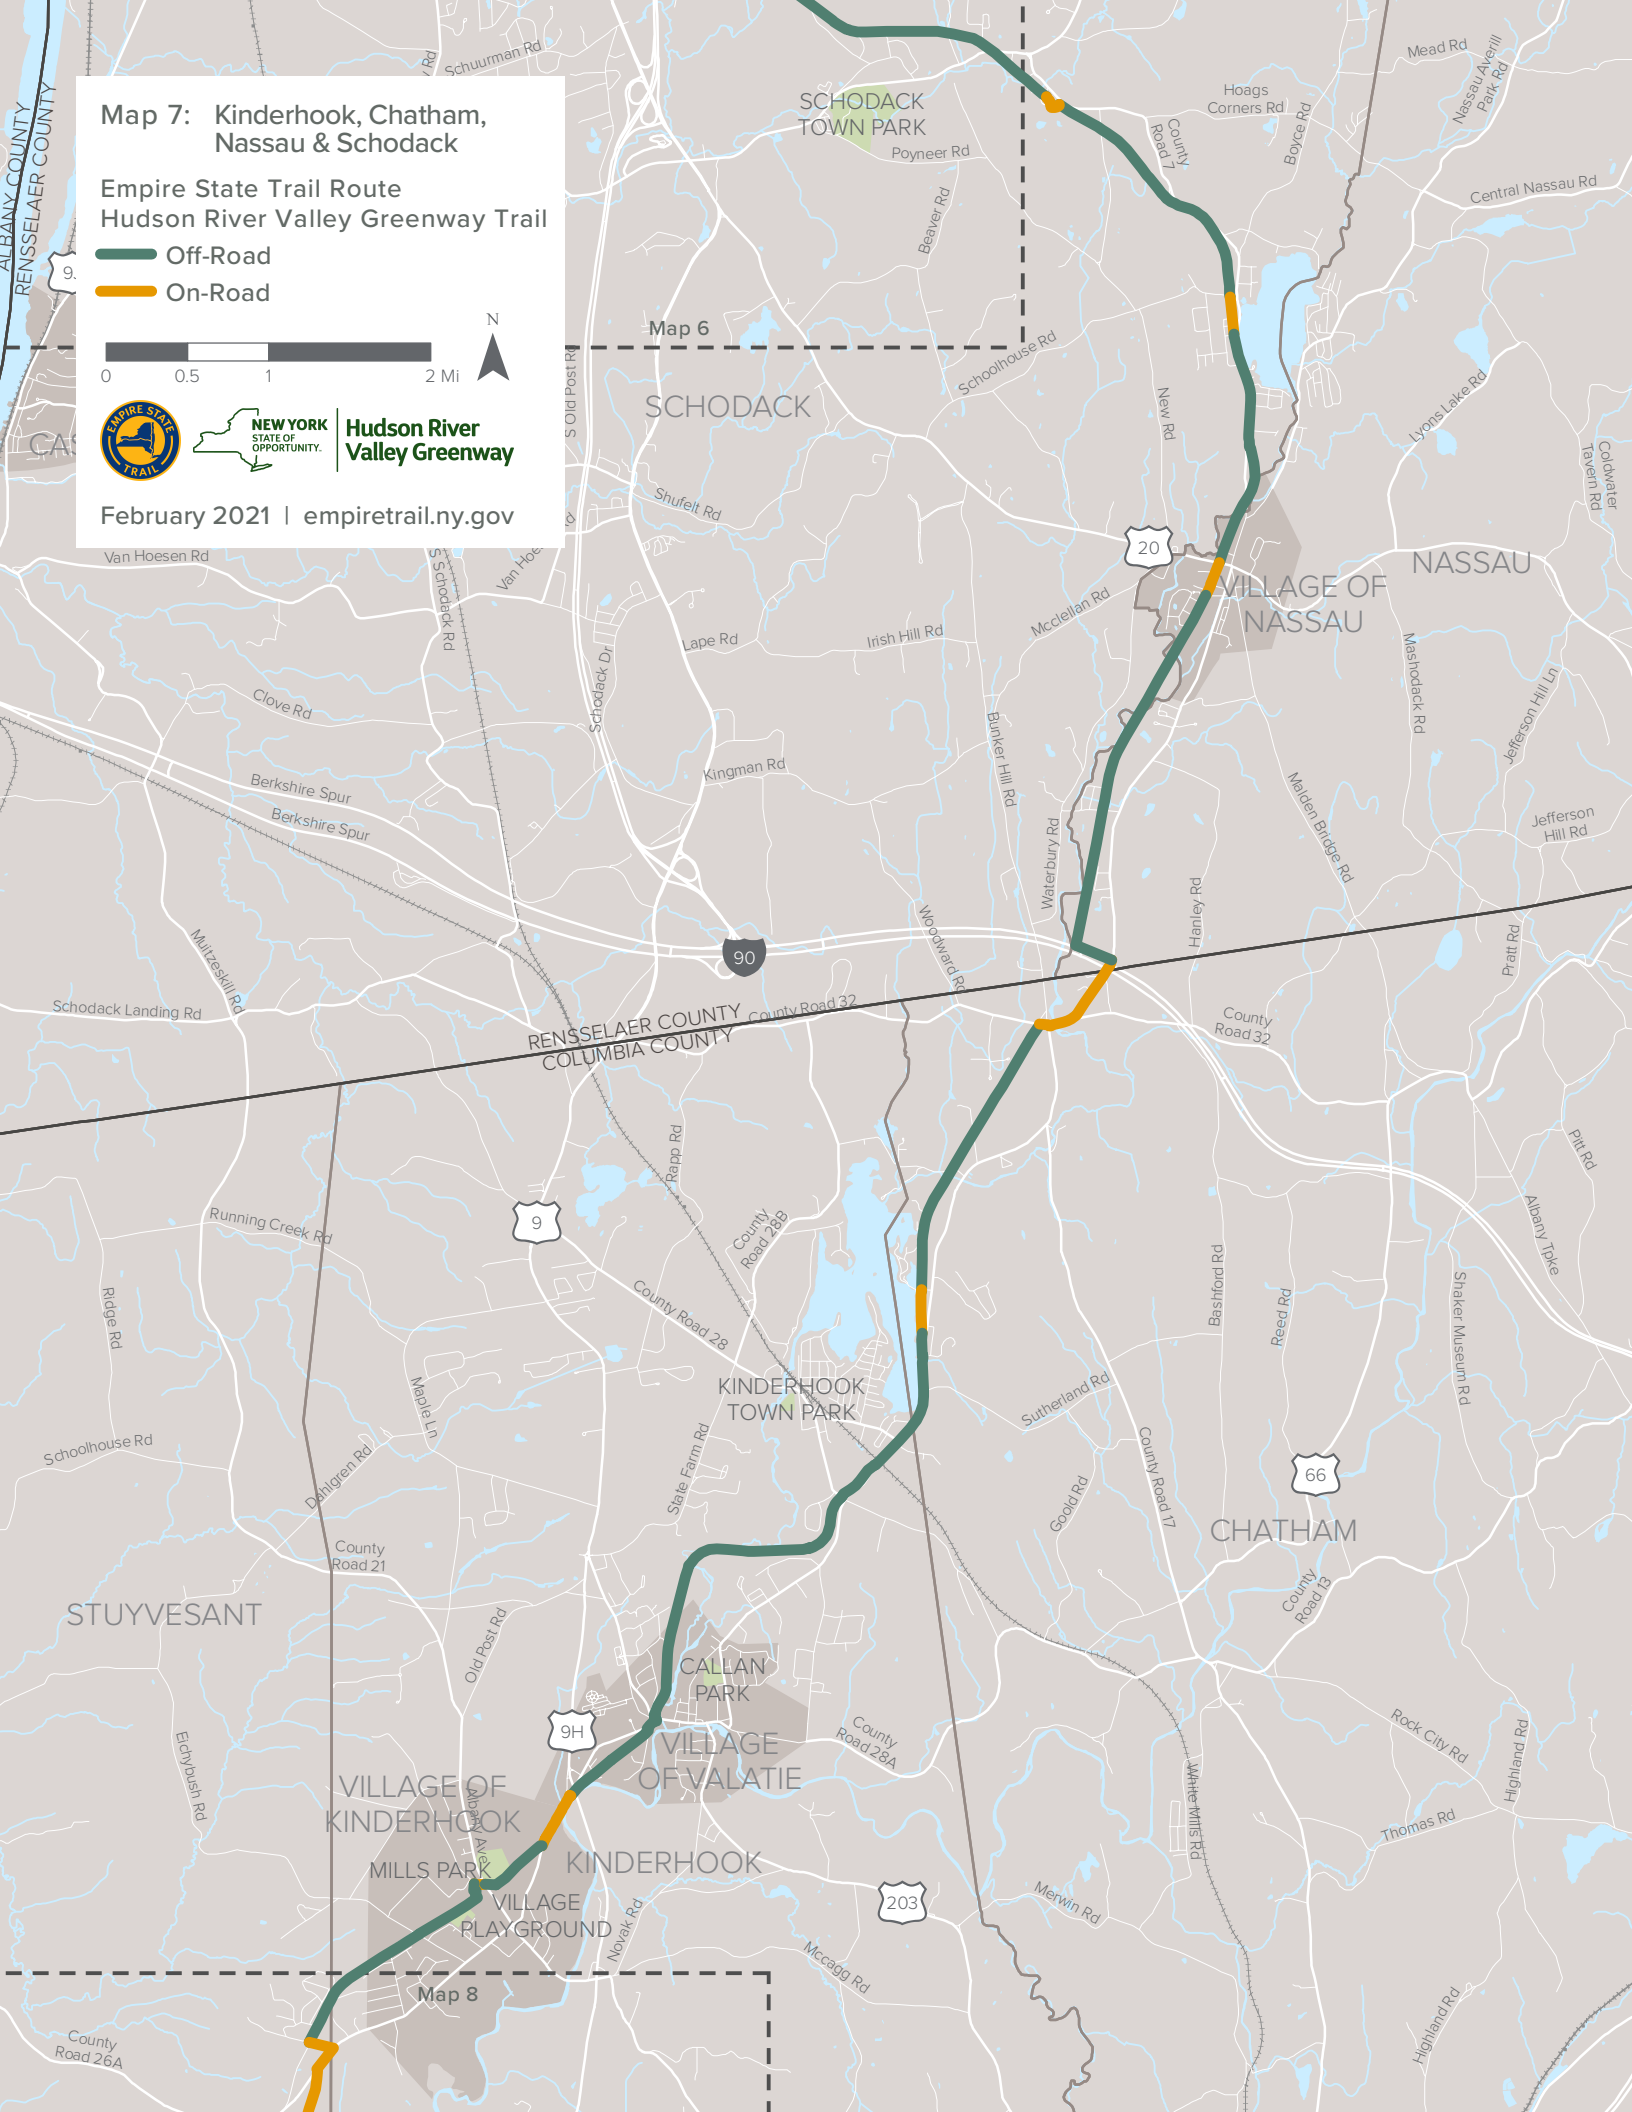 Schuurman Rd
Mead Rd
Nassau Averill
Park Rd
Hoags
Corners Rd
Boyce Rd
County
Road 7
SCHODACK
TOWN PARK
Poyneer Rd
Beaver Rd
Central Nassau Rd
ALBANY COUNTY
RENSSELAER COUNTY
Map 7: Kinderhook, Chatham,
Nassau & Schodack
Empire State Trail Route
Hudson River Valley Greenway Trail
Off-Road
On-Road
N
0 0.5 1 2 Mi
EMPIRE STATE
TRAIL
NEW YORK
STATE OF
OPPORTUNITY.
Hudson River
Valley Greenway
February 2021 | empiretrail.ny.gov
Map 6
Schoolhouse Rd
S Old Post Rd
SCHODACK
New Rd
Lyons Lake Rd
Coldwater
Tavern Rd
Shufelt Rd
20
NASSAU
VILLAGE OF
NASSAU
Van Hoesen Rd
S Schodack Rd
Mcclellan Rd
Irish Hill Rd
Lape Rd
Schodack Dr
Clove Rd
Mashodack Rd
Jefferson Hill Ln
Bunker Hill Rd
Kingman Rd
Berkshire Spur
Berkshire Spur
Malden Bridge Rd
Jefferson
Hill Rd
Waterbury Rd
Hanley Rd
Woodward Rd
Pratt Rd
Muitzeskill Rd
90
Schodack Landing Rd
County Road 32
RENSSELAER COUNTY
COLUMBIA COUNTY
County
Road 32
Rapp Rd
Pitt Rd
Albany Tpke
9
Running Creek Rd
County
Road 28B
Ridge Rd
County Road 28
Bashford Rd
Reed Rd
Shaker Museum Rd
Maple Ln
KINDERHOOK
TOWN PARK
Sutherland Rd
Schoolhouse Rd
Dahlgren Rd
State Farm Rd
County Road 17
Goold Rd
66
CHATHAM
County
Road 21
County
Road 13
STUYVESANT
Old Post Rd
CALLAN
PARK
Eichybush Rd
9H
VILLAGE
OF VALATIE
County
Road 28A
Rock City Rd
Highland Rd
White Mills Rd
VILLAGE OF
KINDERHOOK
Albany Ave
Thomas Rd
MILLS PARK
KINDERHOOK
VILLAGE
PLAYGROUND
203
Merwin Rd
Novak Rd
Mccagg Rd
Map 8
Highland Rd
County
Road 26A